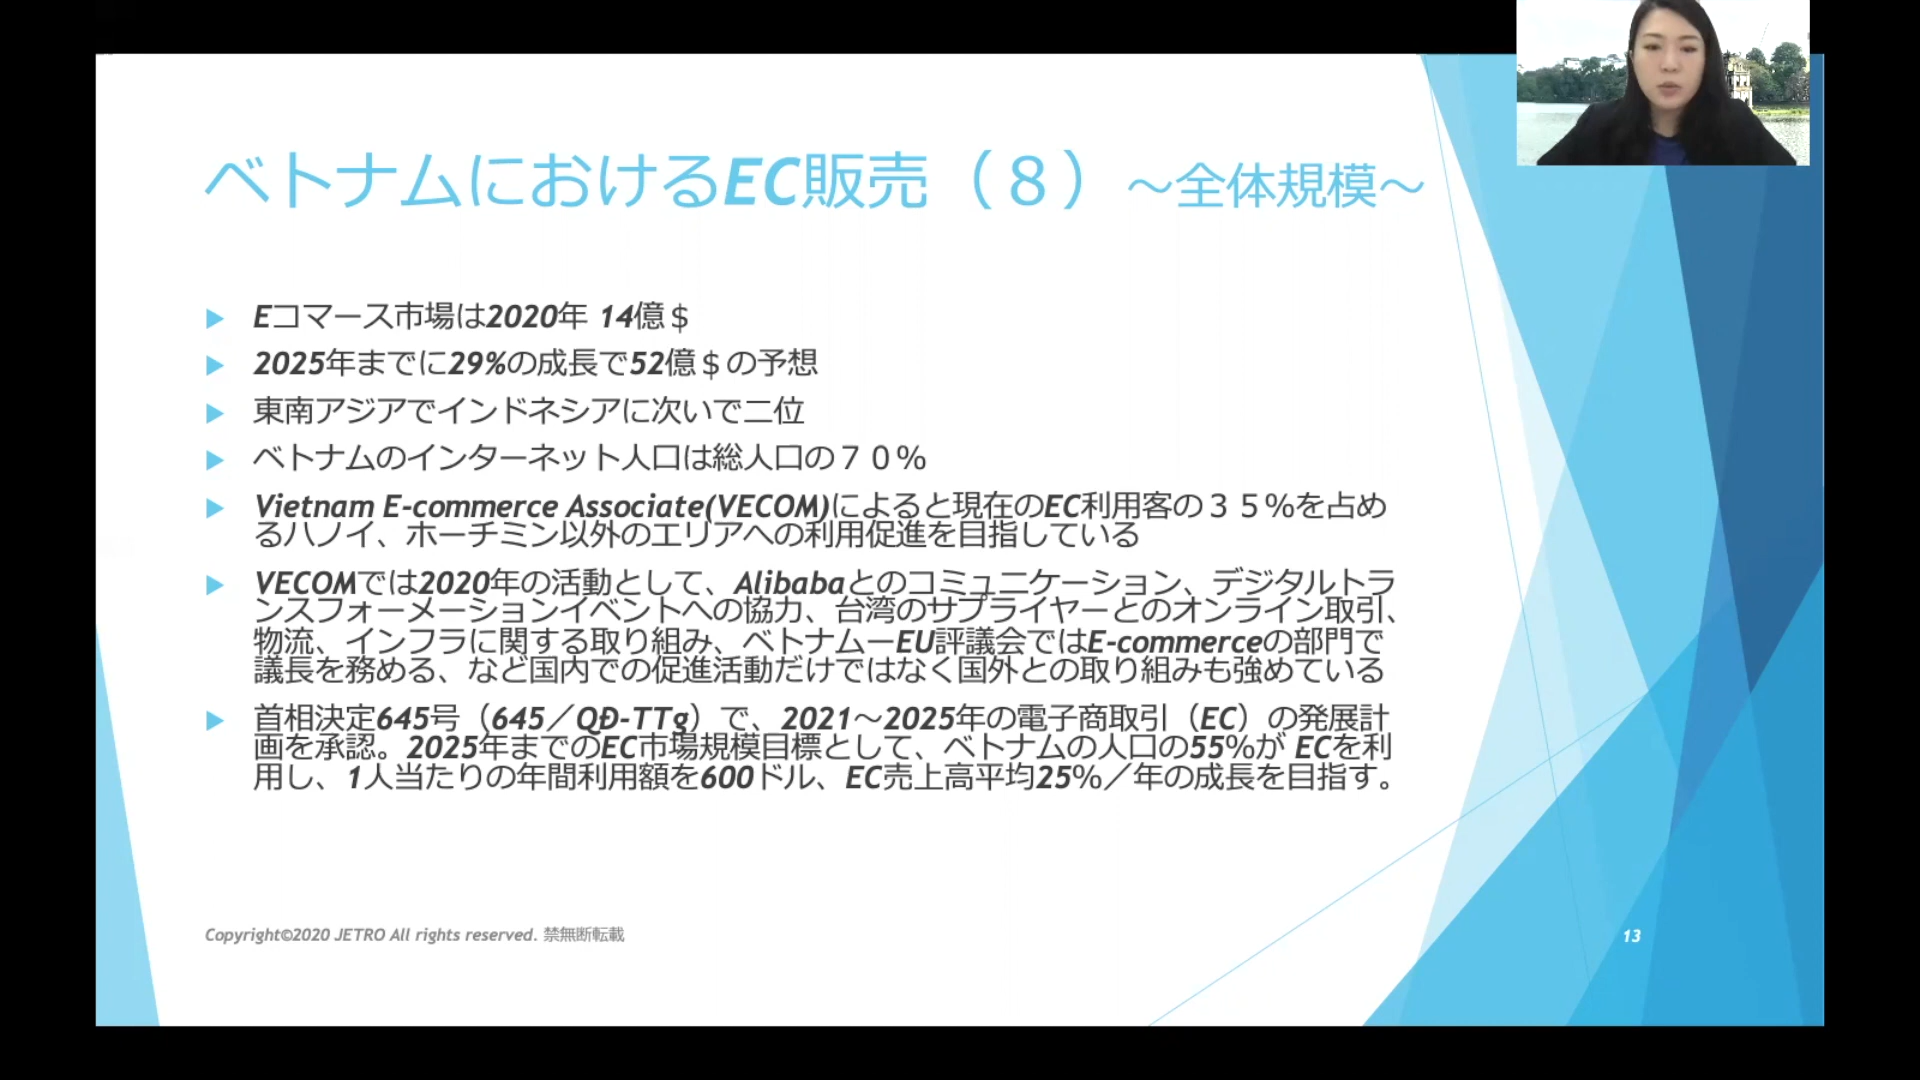 ベトナムにおけるEC販売（８）～全体規模～
Eコマース市場は2020年 14億＄
2025年までに29%の成長で52億＄の予想
東南アジアでインドネシアに次いで二位
ベトナムのインターネット人口は総人口の７０％
Vietnam E-commerce Associate(VECOM)によると現在のEC利用客の３５％を占め
るハノイ、ホーチミン以外のエリアへの利用促進を目指している
VECOMでは2020年の活動として、Alibabaとのコミュニケーション、デジタルトラ
ンスフォーメーションイベントへの協力、台湾のサプライヤーとのオンライン取引、
物流、インフラに関する取り組み、ベトナムーEU評議会ではE-commerceの部門で
議長を務める、など国内での促進活動だけではなく国外との取り組みも強めている
首相決定645号（645／QĐ-TTg）で、2021～2025年の電子商取引（EC）の発展計
画を承認。2025年までのEC市場規模目標として、ベトナムの人口の55%が ECを利
用し、1人当たりの年間利用額を600ドル、EC売上高平均25%／年の成長を目指す。
Copyright©2020 JETRO All rights reserved. 禁無断転載
13